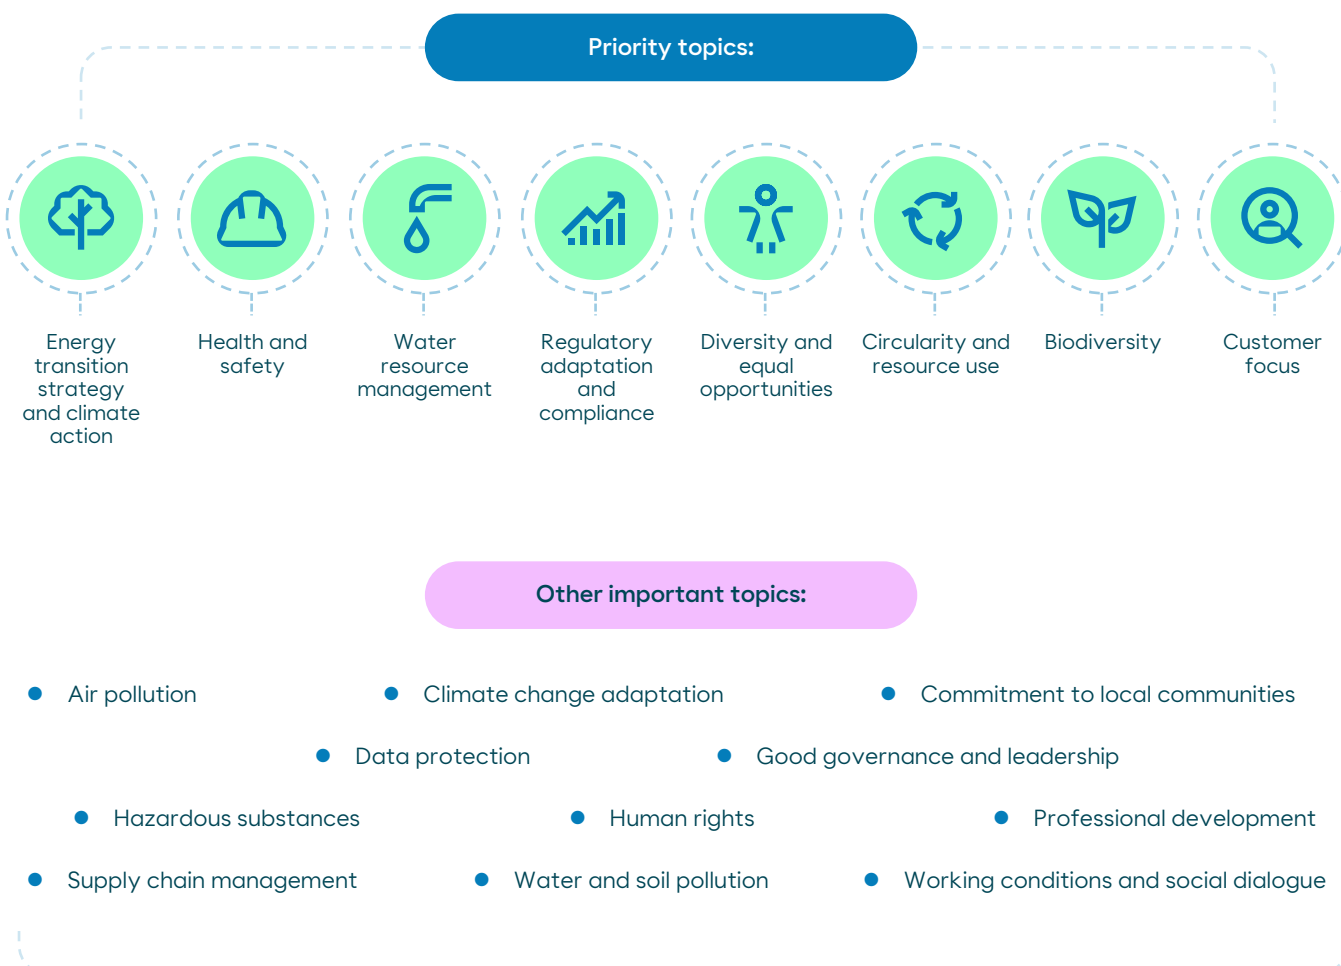 Priority topics:
Energy
transition
strategy
and climate
action
Health and
safety
Water
resource
management
Regulatory
adaptation
and
compliance
Diversity and
equal
opportunities
Circularity and
resource use
Biodiversity
Customer
focus
Other important topics:
Air pollution
Climate change adaptation
Commitment to local communities
Data protection
Good governance and leadership
Hazardous substances
Human rights
Professional development
Supply chain management
Water and soil pollution
Working conditions and social dialogue